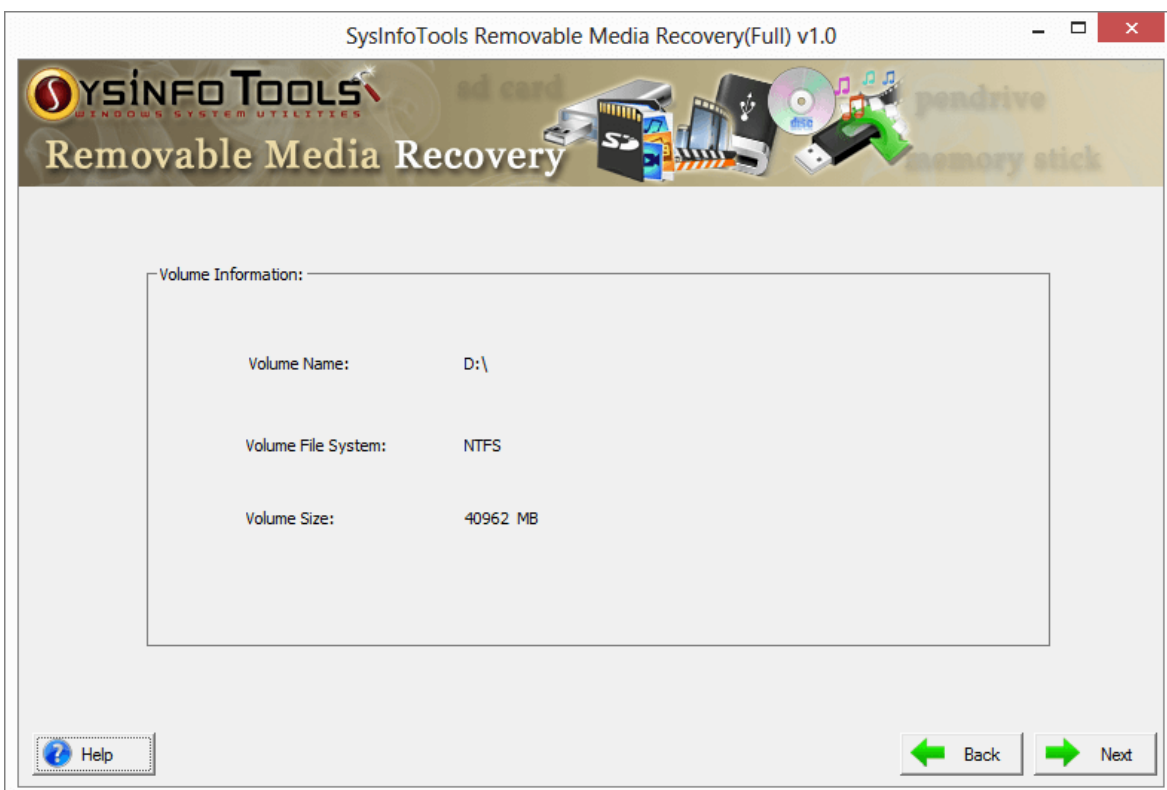 SysInfoTools Removable Media Recovery(Full) v1.0
SYSINFO TOOLS
WINDOWS SYSTEM UTILITIES
sd card
pendrive
Removable Media Recovery
memory stick
SD
disc
Volume Information:
Volume Name: D:\
Volume File System: NTFS
Volume Size: 40962 MB
Help
Back
Next